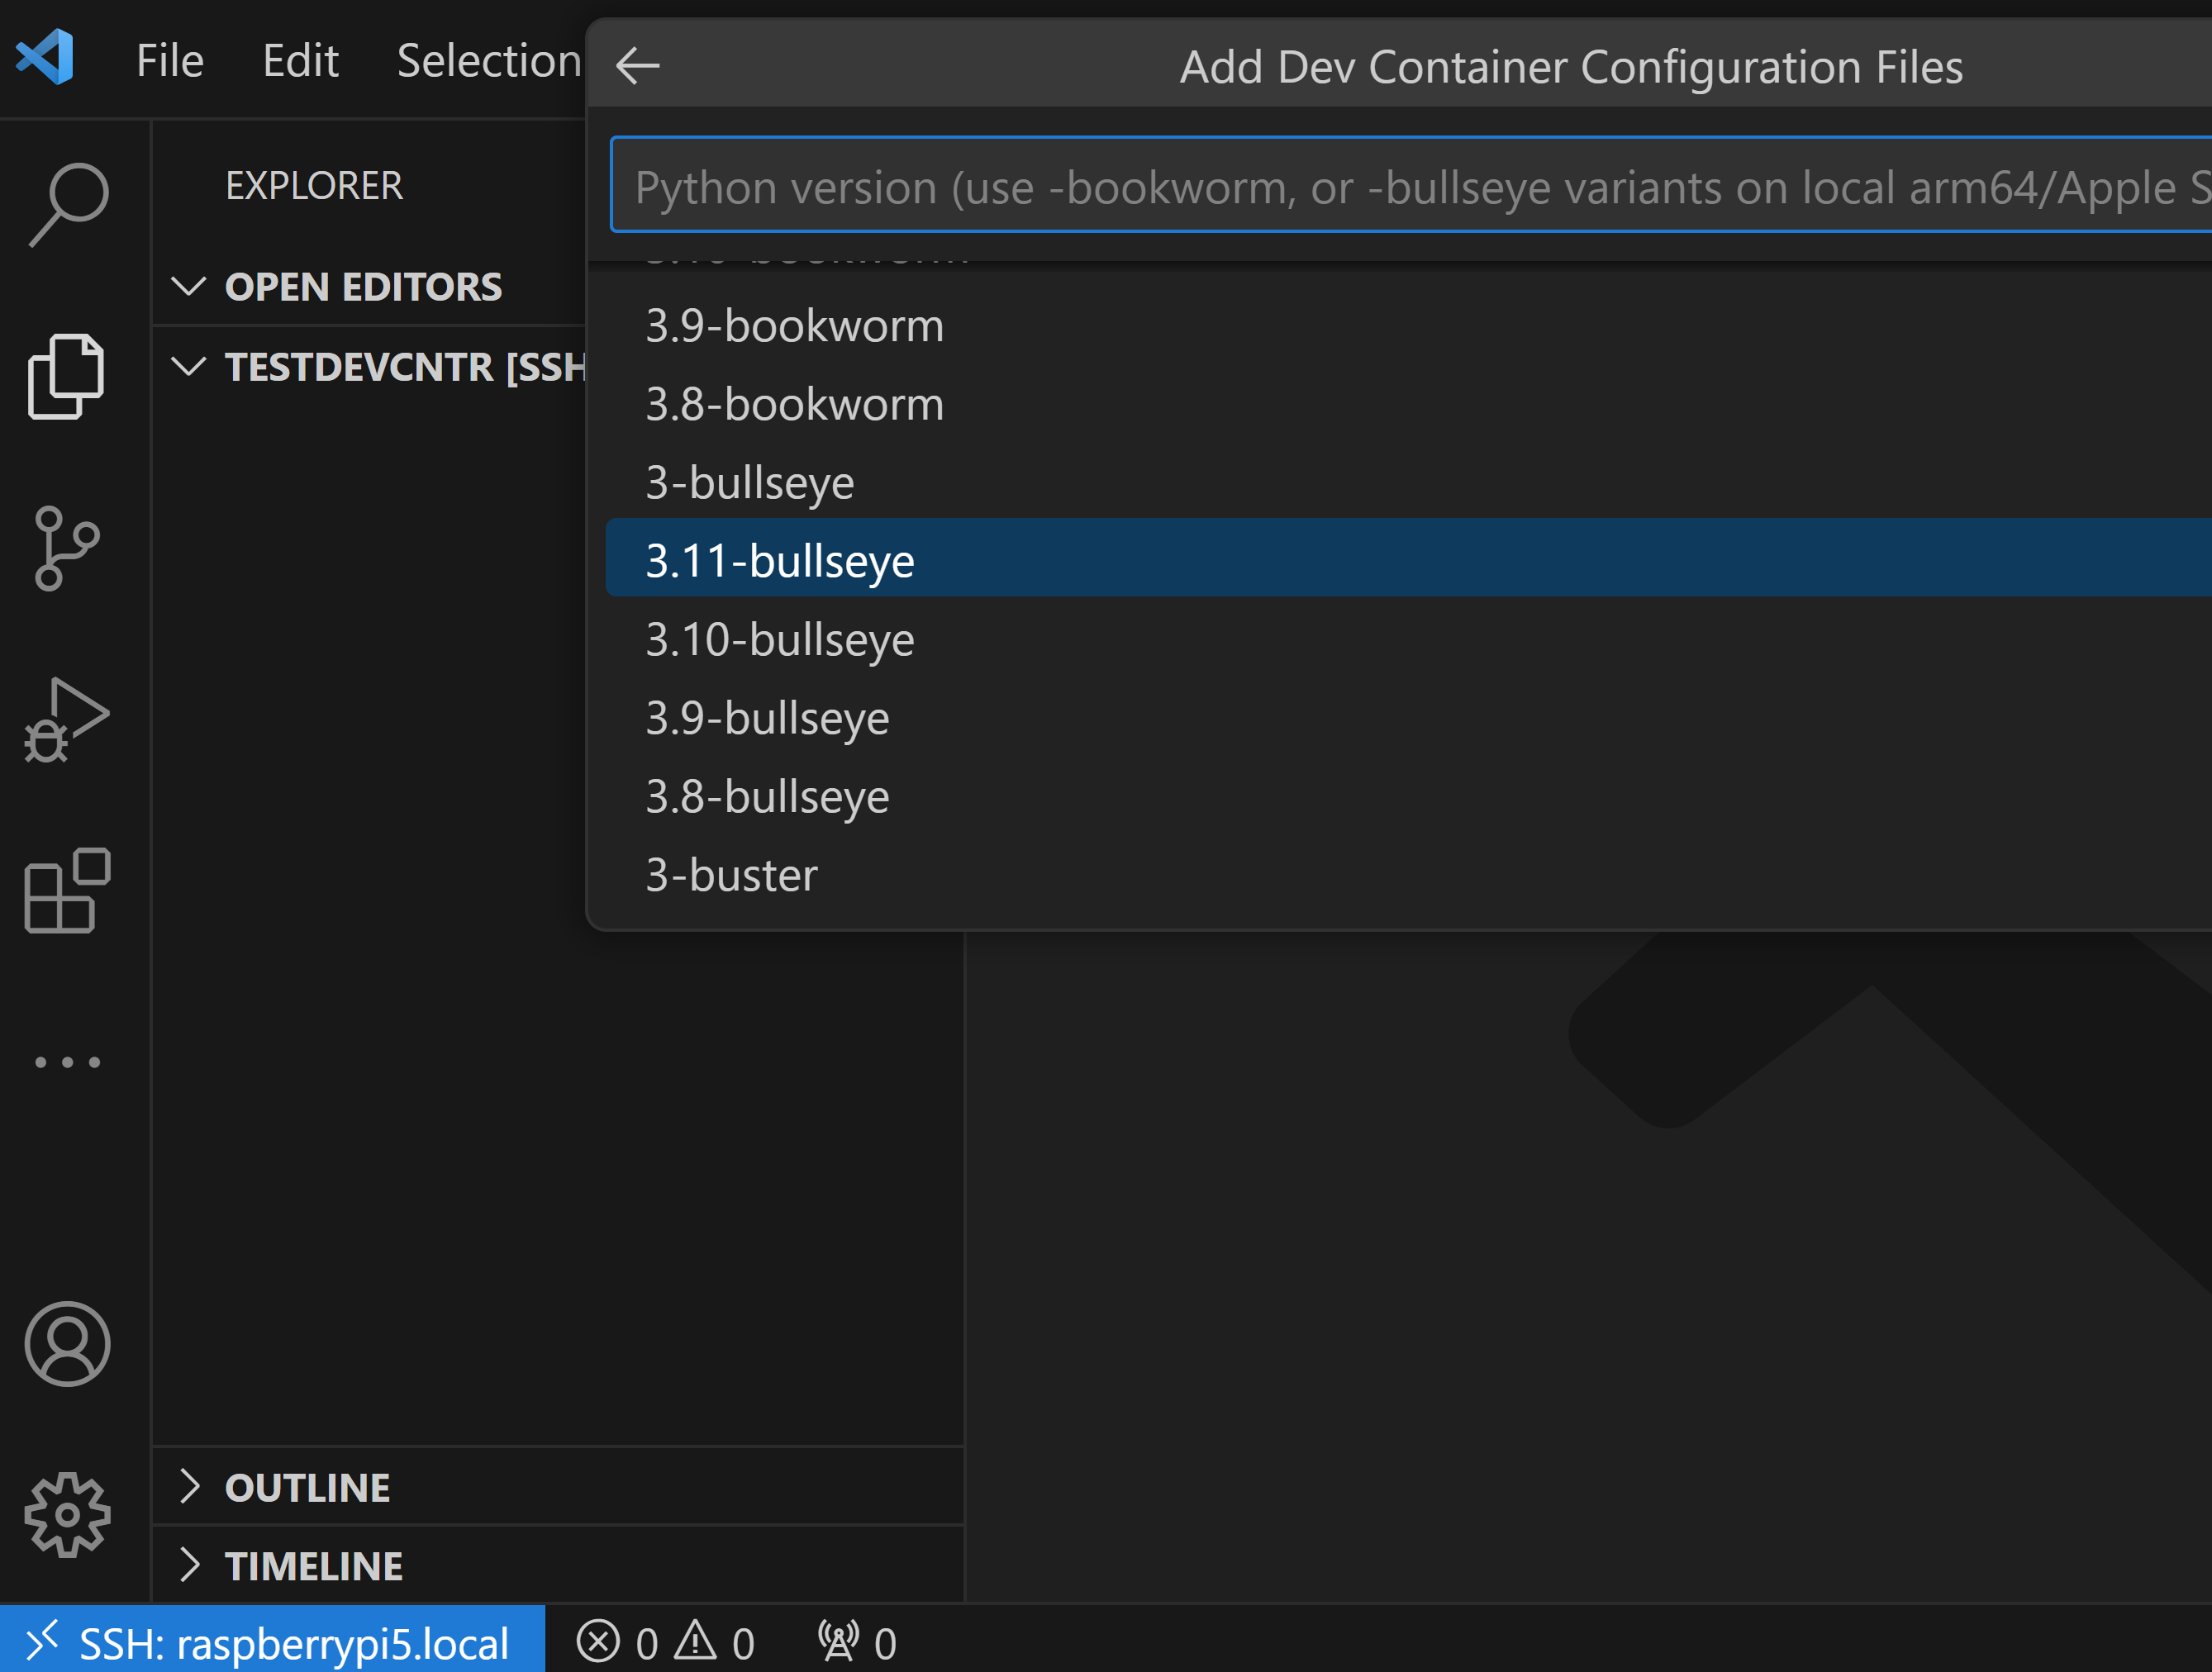 File Edit Selection
Add Dev Container Configuration Files
Python version (use -bookworm, or -bullseye variants on local arm64/Apple S
EXPLORER
OPEN EDITORS
TESTDEVCNTR [SSH
3.9-bookworm
3.8-bookworm
3-bullseye
3.11-bullseye
3.10-bullseye
3.9-bullseye
3.8-bullseye
3-buster
OUTLINE
TIMELINE
SSH: raspberrypi5.local 0 0 0